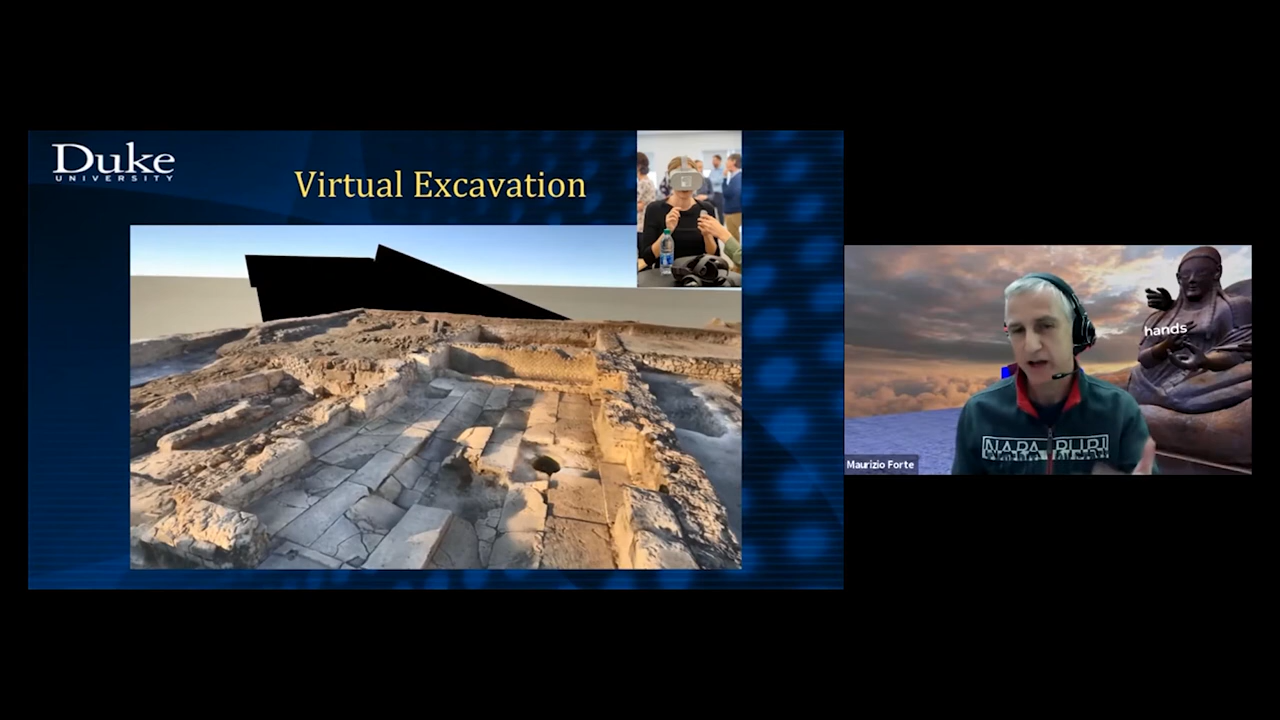 Duke
UNIVERSITY
Virtual Excavation
hands
Maurizio Forte